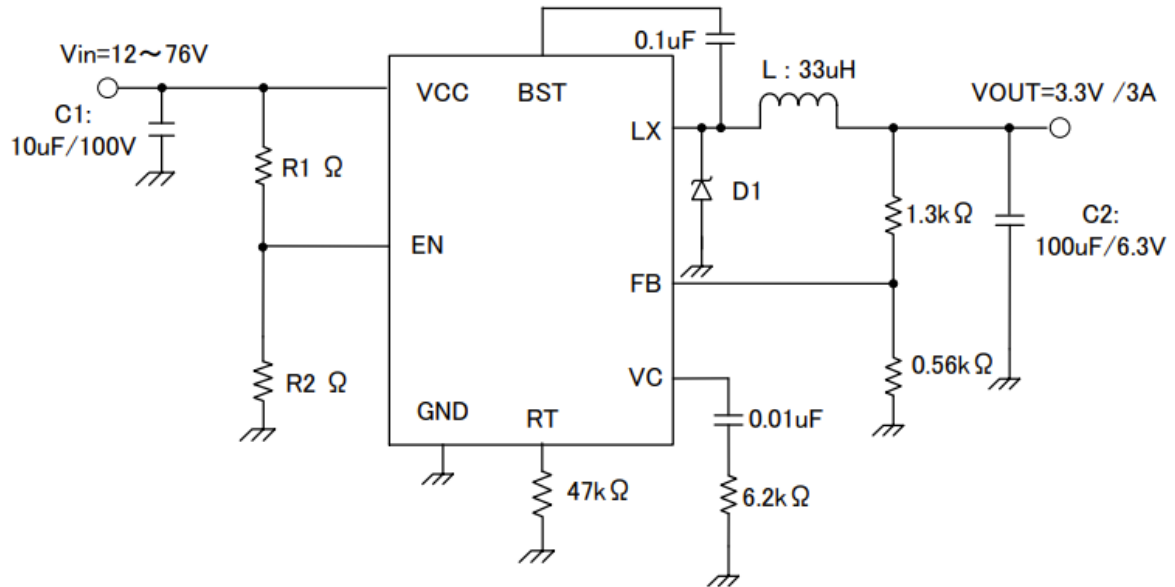 Vin=12～76V
C1:
10uF/100V
R1 Ω
R2 Ω
VCC
BST
LX
EN
FB
VC
GND
RT
0.1uF
L : 33uH
VOUT=3.3V /3A
D1
1.3kΩ
C2:
100uF/6.3V
0.56kΩ
0.01uF
6.2kΩ
47kΩ